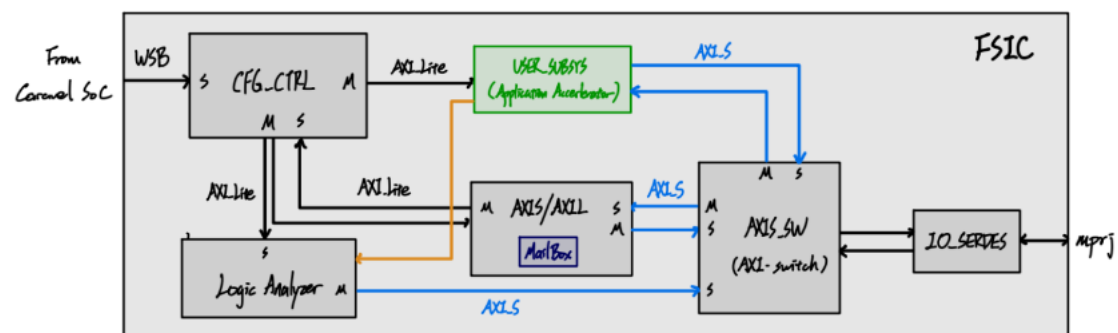 FSIC
From
Caravel SoC
WSB
S
CFG_CTRL
M
M
S
AXI_Lite
USER_SUBSYS
(Application Accelerator)
AXI_S
AXI_Lite
AXI_Lite
M
AXIS/AXIL
S
M
MailBox
AXI_S
M
S
M
S
AXIS_SW
(AXI-switch)
S
IO_SERDES
mprj
S
Logic Analyzer
M
AXI_S